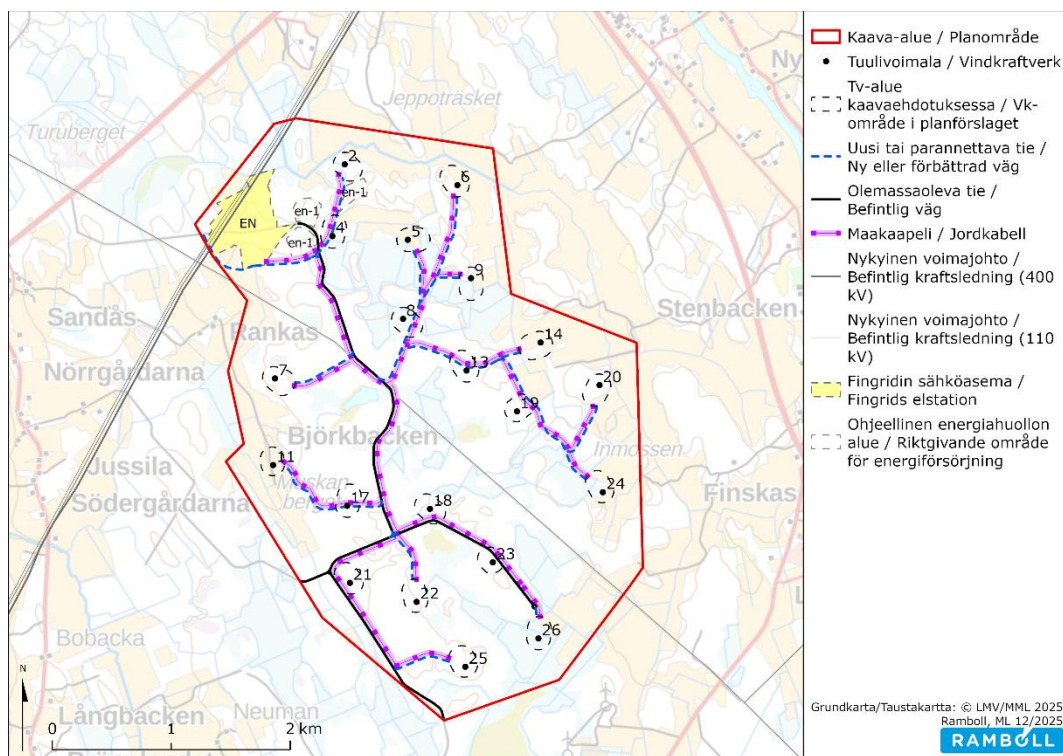 Jeppoträsket
Turuberget
2
6
en-1
EN
en-1
4
en-1
5
9
Stenbacken
8
Sandås
Rankas
14
Nörrgårdarna
13
7
20
19
Björkbacken
Inmossen
Jussila
11
24
Finskas
Södergårdarna
17
18
23
21
22
Bobacka
26
25
N
Neuman
Långbacken
0 1 2 km
Ny
Kaava-alue / Planområde
Tuulivoimala / Vindkraftverk
Tv-alue
kaavaehdotuksessa / Vk-
område i planförslaget
Uusi tai parannettava tie /
Ny eller förbättrad väg
Olemassaoleva tie /
Befintlig väg
Maakaapeli / Jordkabell
Nykyinen voimajohto /
Befintlig kraftsledning (400
kV)
Nykyinen voimajohto /
Befintlig kraftsledning (110
kV)
Fingridin sähköasema /
Fingrids elstation
Ohjeellinen energiahuollon
alue / Riktgivande område
för energiförsörjning
Grundkarta/Taustakartta: © LMV/MML 2025
Ramboll, ML 12/2025
RAMBOLL